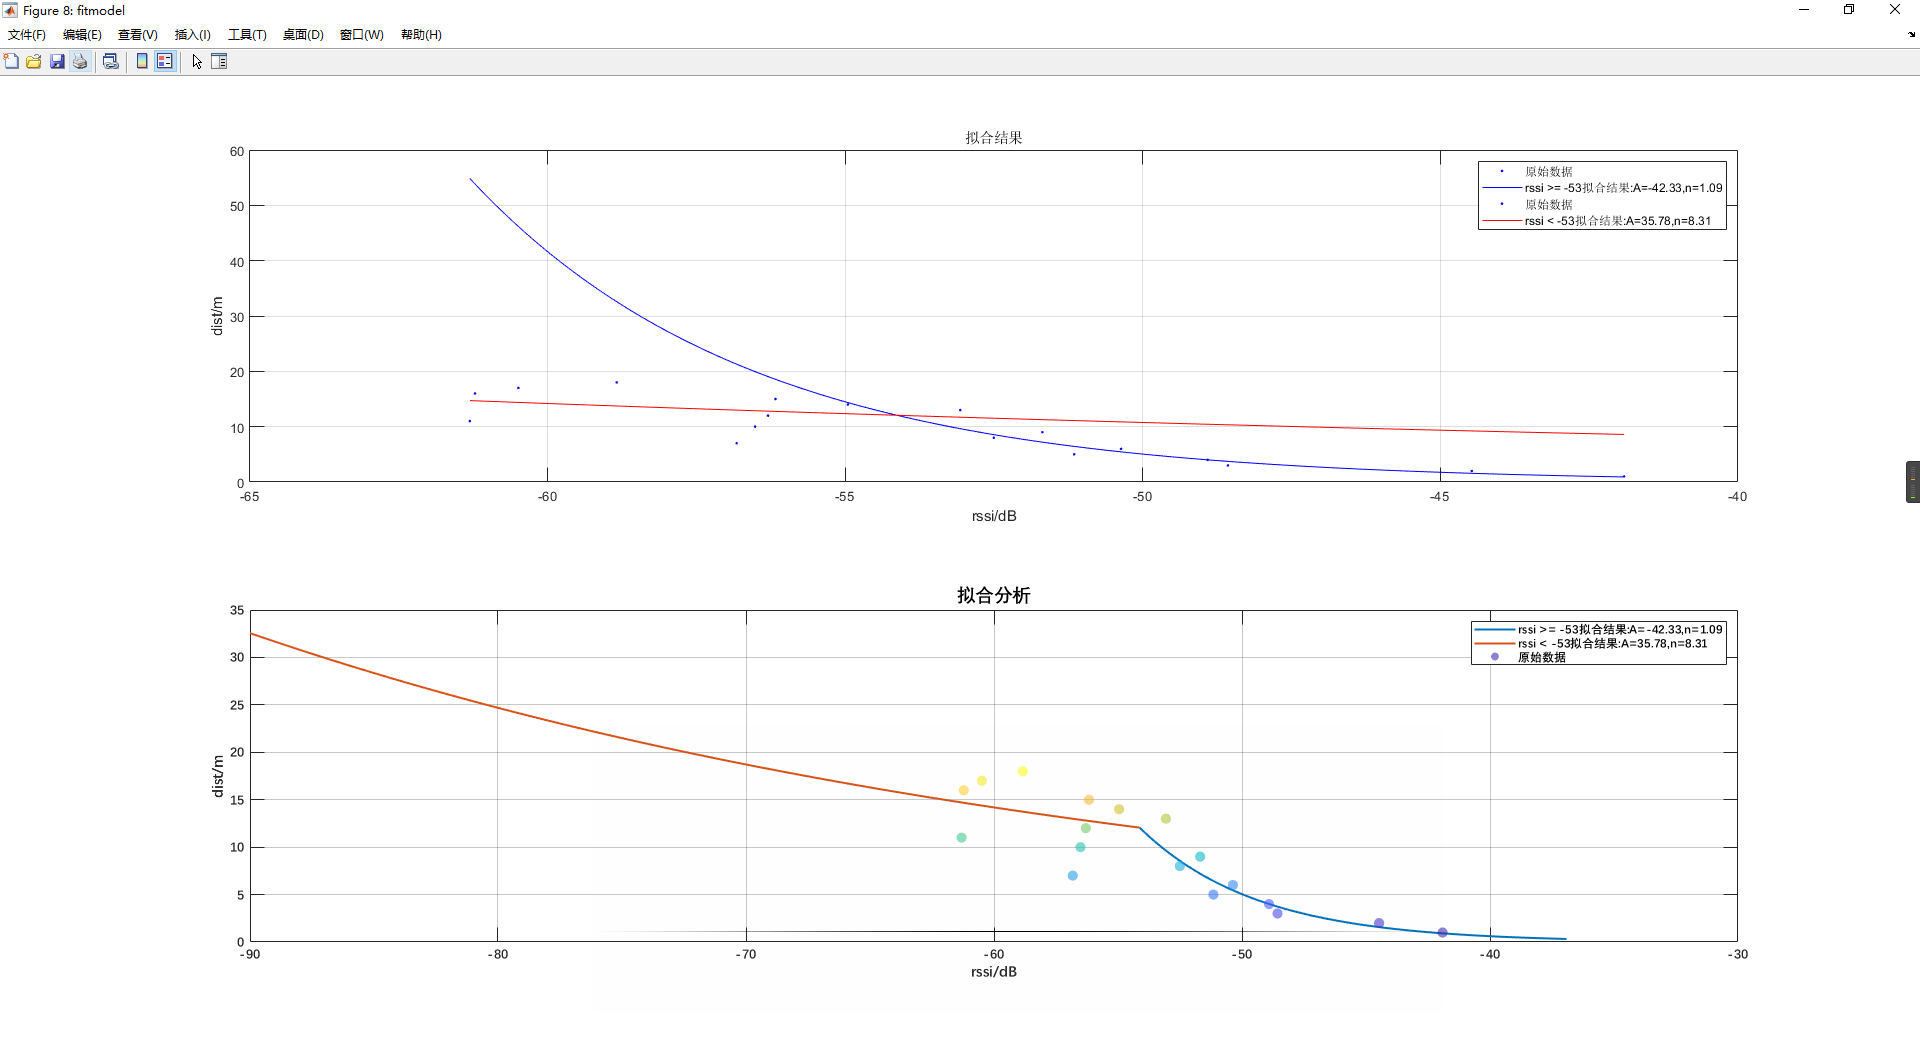 Figure 8: fitmodel
文件(F) 编辑(E) 查看(V) 插入(I) 工具(T) 桌面(D) 窗口(W) 帮助(H)
拟合结果
60
50
40
30
20
10
0
dist/m
-65 -60 -55 -50 -45 -40
rssi/dB
原始数据
rssi >= -53拟合结果:A=-42.33,n=1.09
原始数据
rssi < -53拟合结果:A=35.78,n=8.31
拟合分析
35
30
25
20
15
10
5
0
dist/m
-90 -80 -70 -60 -50 -40 -30
rssi/dB
rssi >= -53拟合结果:A=-42.33,n=1.09
rssi < -53拟合结果:A=35.78,n=8.31
原始数据